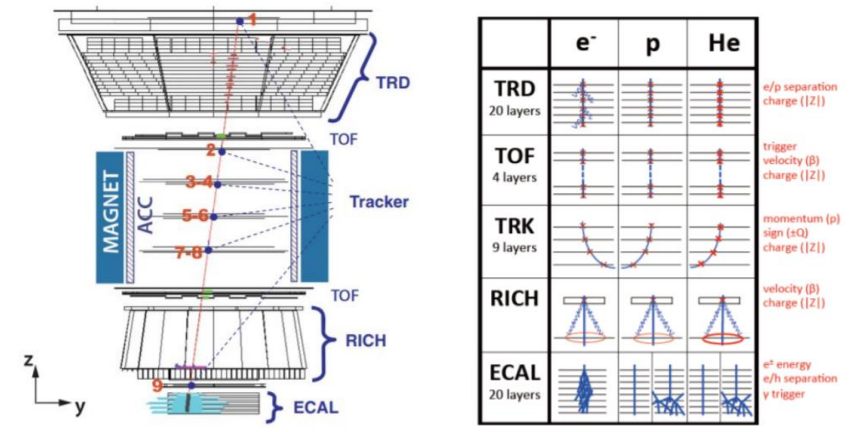 1
TRD
TOF
2
3-4
5-6
7-8
MAGNET
ACC
Tracker
TOF
RICH
9
ECAL
z
y
e⁻ p He
TRD
20 layers
e/p separation
charge (|Z|)
TOF
4 layers
trigger
velocity (β)
charge (|Z|)
TRK
9 layers
momentum (p)
sign (±Q)
charge (|Z|)
RICH
velocity (β)
charge (|Z|)
ECAL
20 layers
e± energy
e/h separation
γ trigger